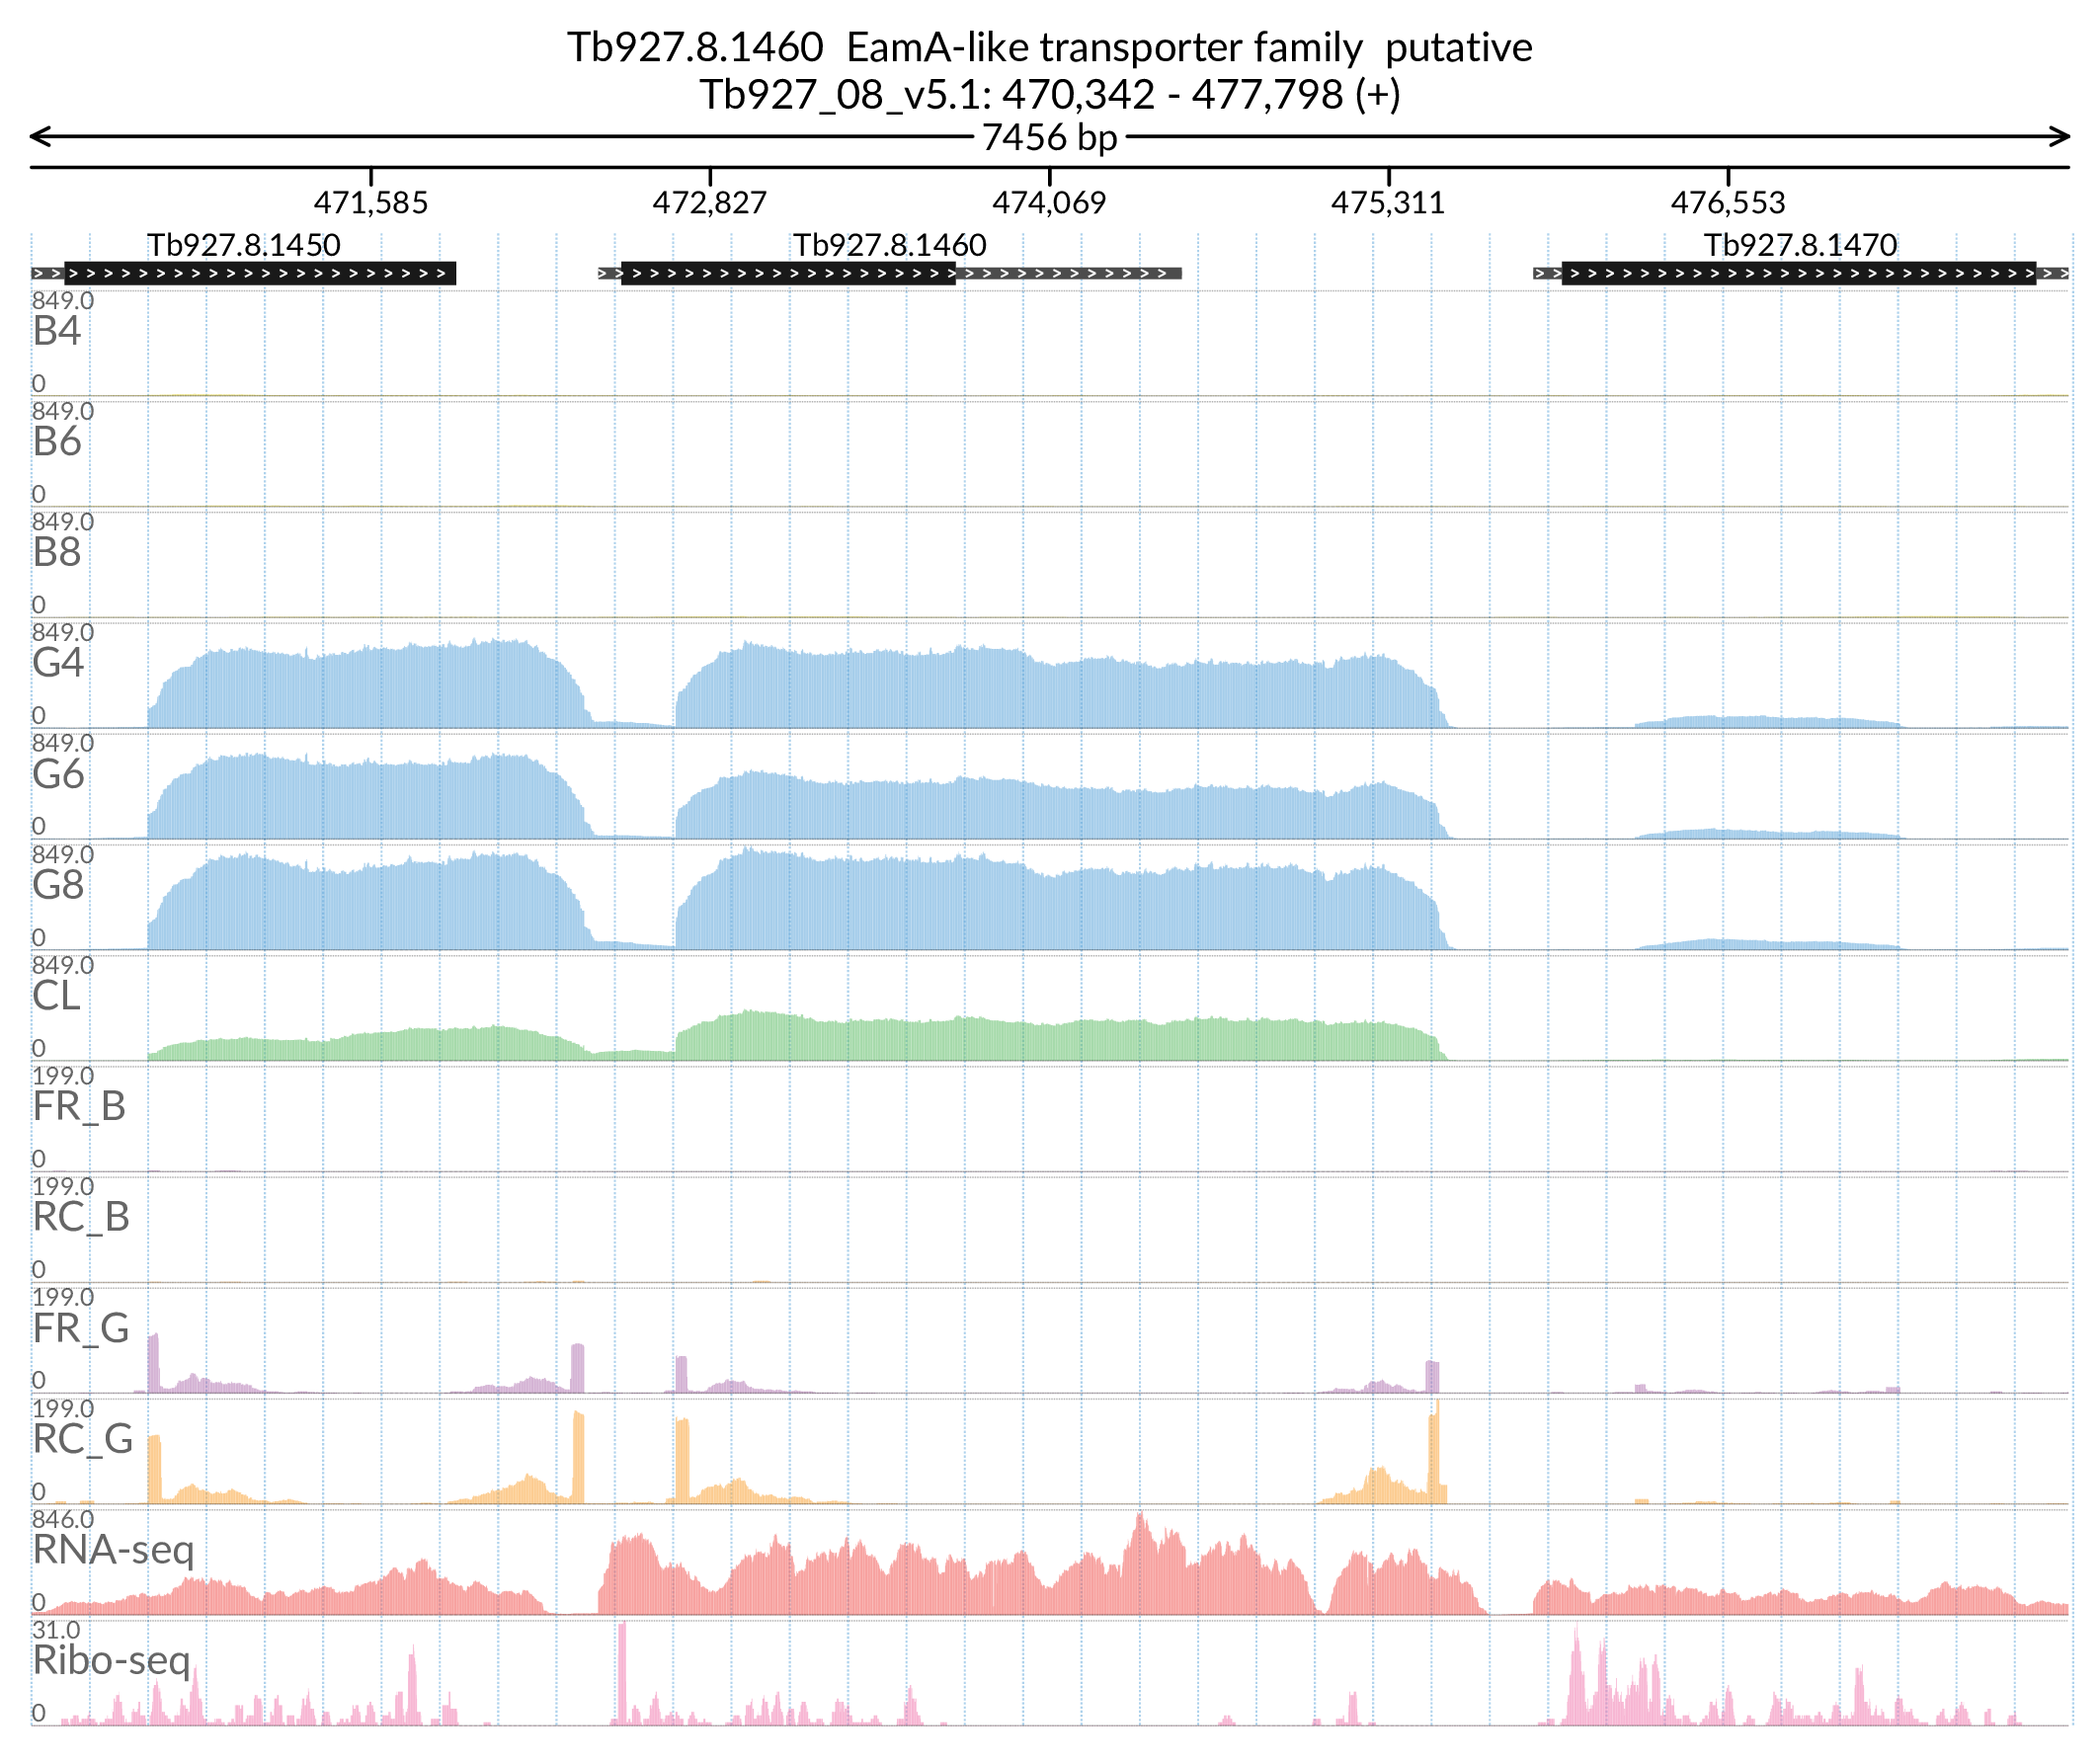 Tb927.8.1460  EamA-like transporter family  putative
Tb927_08_v5.1: 470,342 - 477,798 (+)
7456 bp
471,585 472,827 474,069 475,311 476,553
Tb927.8.1450 Tb927.8.1460 Tb927.8.1470
849.0
B4
0
849.0
B6
0
849.0
B8
0
849.0
G4
0
849.0
G6
0
849.0
G8
0
849.0
CL
0
199.0
FR_B
0
199.0
RC_B
0
199.0
FR_G
0
199.0
RC_G
0
846.0
RNA-seq
0
31.0
Ribo-seq
0